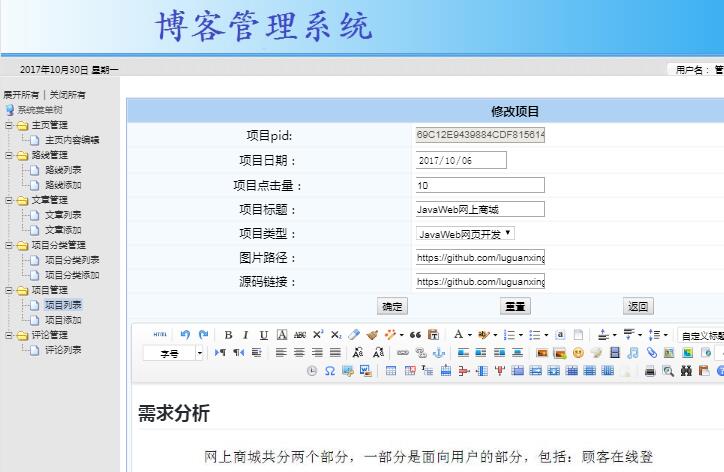 博客管理系统
2017年10月30日 星期一
用户名： 管
展开所有 | 关闭所有
系统菜单树
主页管理
主页内容编辑
路线管理
路线列表
路线添加
文章管理
文章列表
文章添加
项目分类管理
项目分类列表
项目分类添加
项目管理
项目列表
项目添加
评论管理
评论列表
修改项目
项目pid:
69C12E9439884CDF815614
项目日期：
2017/10/06
项目点击量：
10
项目标题：
JavaWeb网上商城
项目类型：
JavaWeb网页开发
图片路径：
https://github.com/luguanxing
源码链接：
https://github.com/luguanxing
确定 重置 返回
HTML
B I U A ABC X² X₂
自定义标题
字号
需求分析
网上商城共分两个部分，一部分是面向用户的部分，包括：顾客在线登